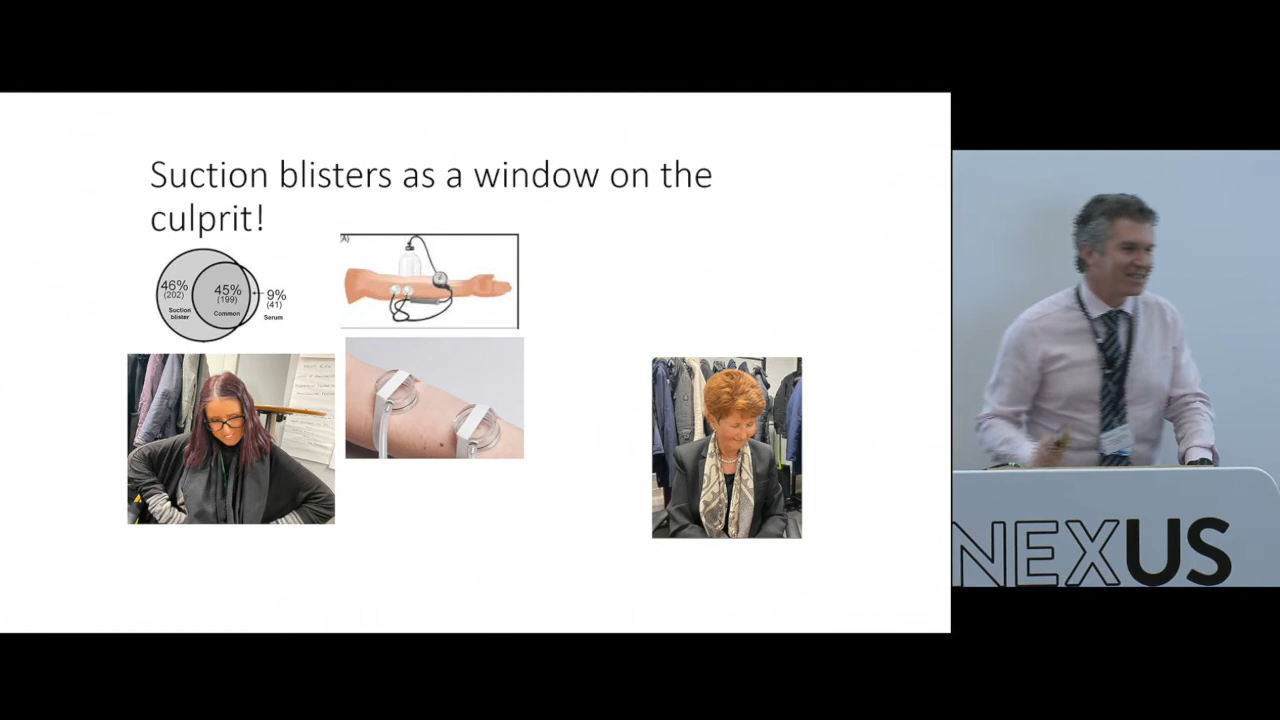 Suction blisters as a window on the
culprit!
A)
46%
(202)
Suction
blister
45%
(199)
Common
9%
(41)
Serum
NEXUS